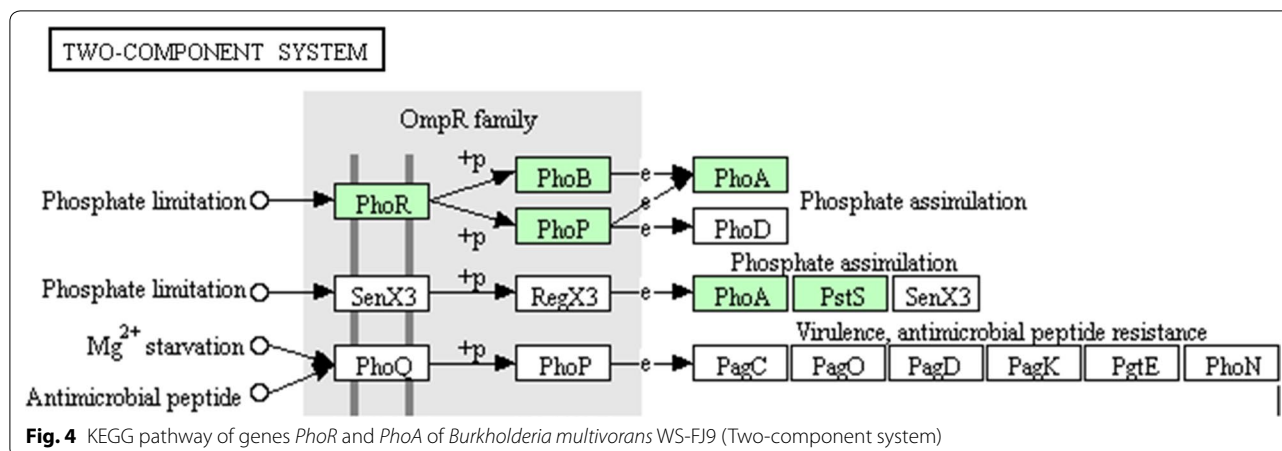 TWO-COMPONENT SYSTEM
OmpR family
Phosphate limitation
PhoR
+p
+p
PhoB
PhoP
e
e
e
PhoA
PhoD
Phosphate assimilation
Phosphate limitation
SenX3
+p
RegX3
e
Phosphate assimilation
PhoA PstS SenX3
Mg2+ starvation
Antimicrobial peptide
PhoQ
+p
PhoP
e
Virulence, antimicrobial peptide resistance
PagC PagO PagD PagK PgtE PhoN
Fig. 4 KEGG pathway of genes PhoR and PhoA of Burkholderia multivorans WS-FJ9 (Two-component system)